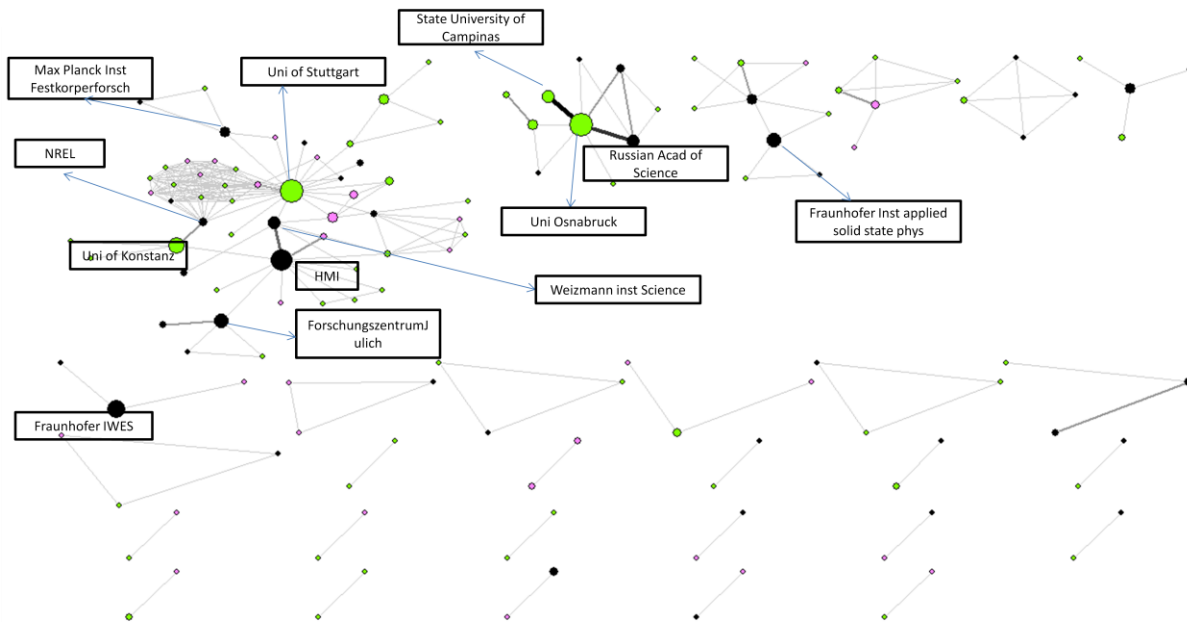 State University of
Campinas
Max Planck Inst
Festkorperforsch
Uni of Stuttgart
NREL
Russian Acad of
Science
Uni Osnabruck
Fraunhofer Inst applied
solid state phys
Uni of Konstanz
HMI
Weizmann inst Science
ForschungszentrumJ
ulich
Fraunhofer IWES